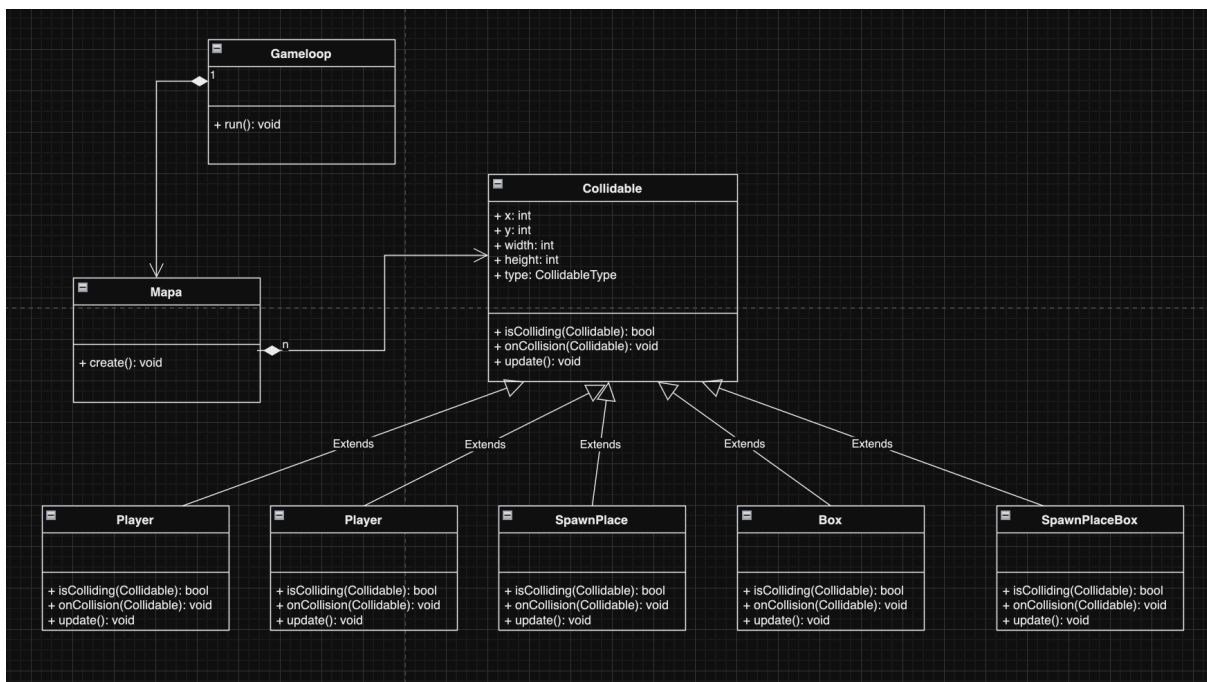 Gameloop
1
+ run(): void
Collidable
+ x: int
+ y: int
+ width: int
+ height: int
+ type: CollidableType
+ isColliding(Collidable): bool
+ onCollision(Collidable): void
+ update(): void
Mapa
+ create(): void
n
Extends
Extends
Extends
Extends
Extends
Player
+ isColliding(Collidable): bool
+ onCollision(Collidable): void
+ update(): void
Player
+ isColliding(Collidable): bool
+ onCollision(Collidable): void
+ update(): void
SpawnPlace
+ isColliding(Collidable): bool
+ onCollision(Collidable): void
+ update(): void
Box
+ isColliding(Collidable): bool
+ onCollision(Collidable): void
+ update(): void
SpawnPlaceBox
+ isColliding(Collidable): bool
+ onCollision(Collidable): void
+ update(): void